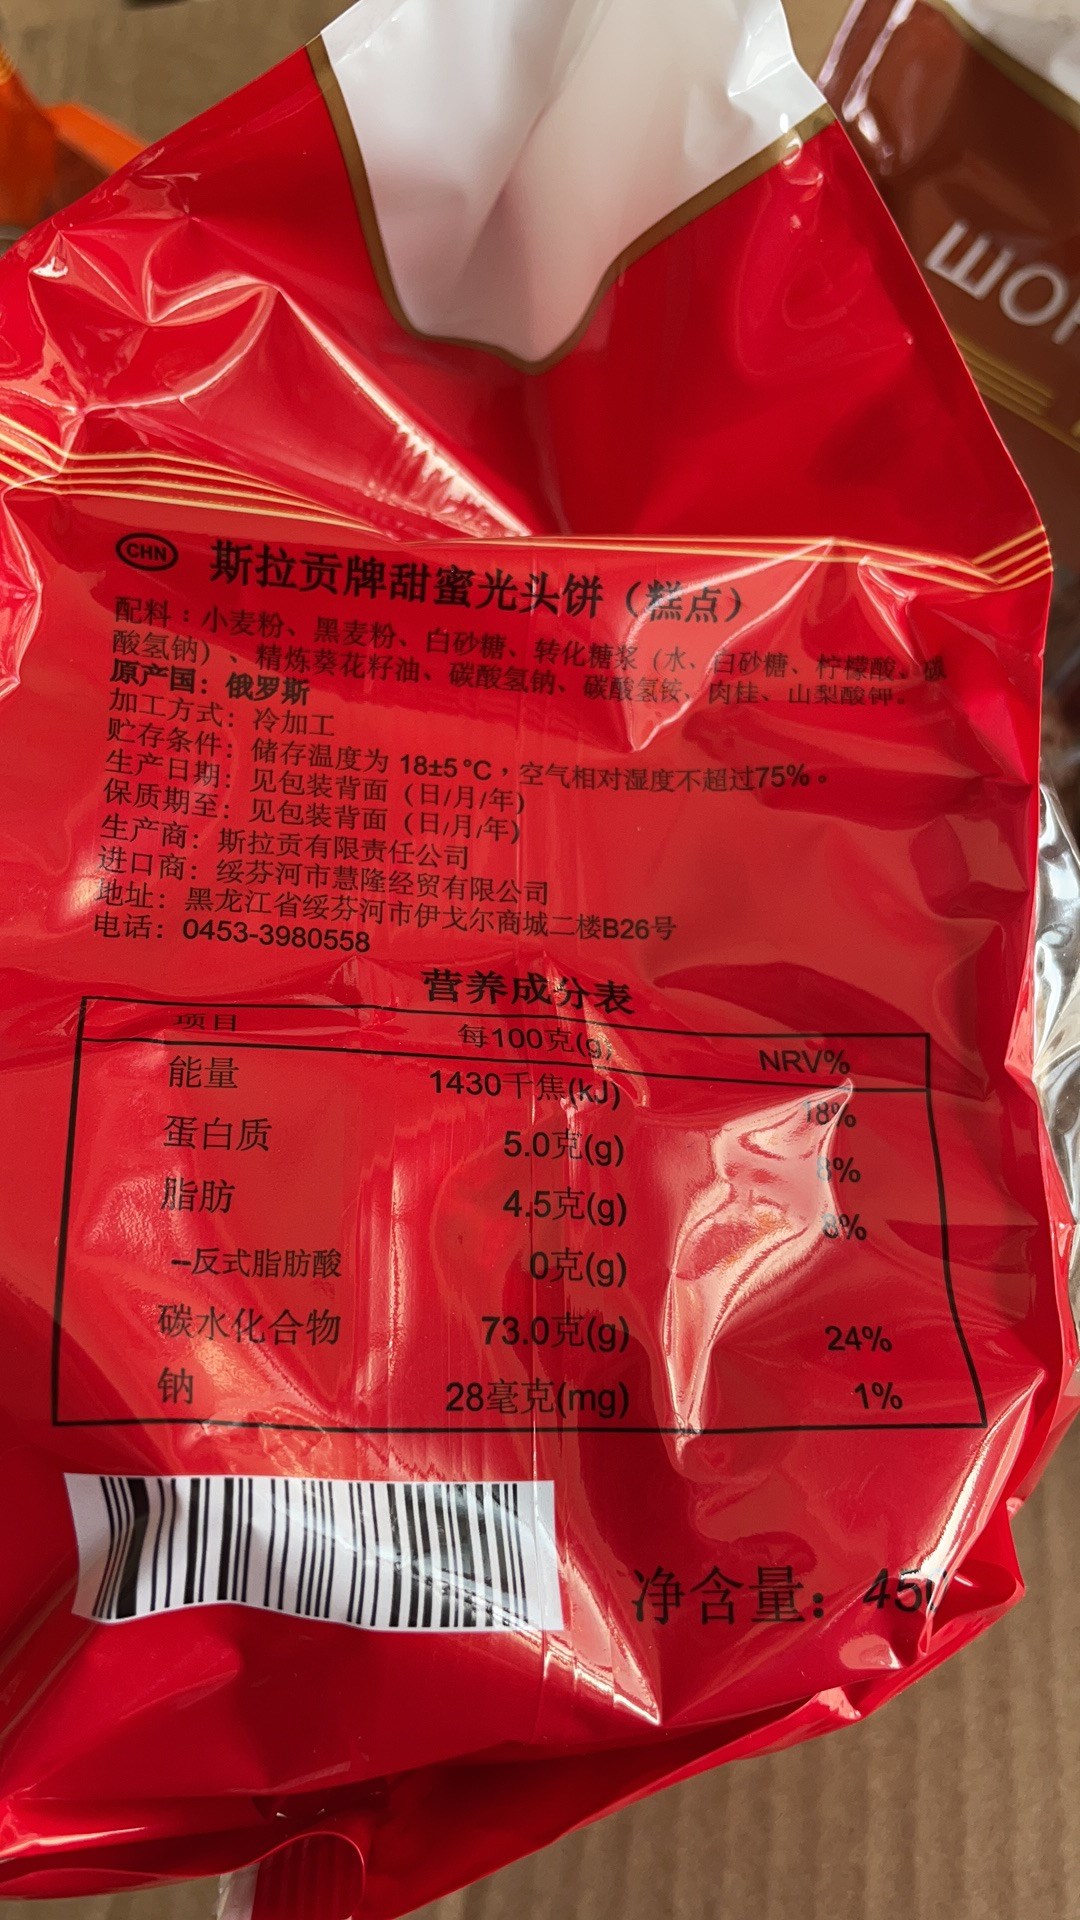 CHN 斯拉贡牌甜蜜光头饼（糕点）
配料：小麦粉、黑麦粉、白砂糖、转化糖浆（水、白砂糖、柠檬酸、碳
酸氢钠）、精炼葵花籽油、碳酸氢钠、碳酸氢铵、肉桂、山梨酸钾。
原产国：俄罗斯
加工方式：冷加工
贮存条件：储存温度为 18±5℃，空气相对湿度不超过75%。
生产日期：见包装背面（日/月/年）
保质期至：见包装背面（日/月/年）
生产商：斯拉贡有限责任公司
进口商：绥芬河市慧隆经贸有限公司
地址：黑龙江省绥芬河市伊戈尔商城二楼B26号
电话：0453-3980558
营养成分表
项目 每100克(g) NRV%
能量 1430千焦(kJ) 18%
蛋白质 5.0克(g) 8%
脂肪 4.5克(g) 8%
--反式脂肪酸 0克(g)
碳水化合物 73.0克(g) 24%
钠 28毫克(mg) 1%
净含量：450